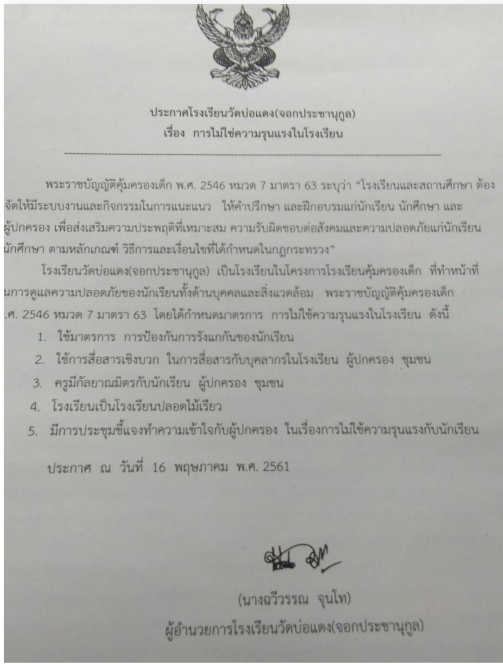 ประกาศโรงเรียนวัดบ่อแดง(จอกประชานุกูล)
เรื่อง การไม่ใช้ความรุนแรงในโรงเรียน
พระราชบัญญัติคุ้มครองเด็ก พ.ศ. 2546 หมวด 7 มาตรา 63 ระบุว่า "โรงเรียนและสถานศึกษา ต้อง
จัดให้มีระบบงานและกิจกรรมในการแนะแนว ให้คำปรึกษา และฝึกอบรมแก่นักเรียน นักศึกษา และ
ผู้ปกครอง เพื่อส่งเสริมความประพฤติที่เหมาะสม ความรับผิดชอบต่อสังคมและความปลอดภัยแก่นักเรียน
นักศึกษา ตามหลักเกณฑ์ วิธีการและเงื่อนไขที่ได้กำหนดในกฎกระทรวง"
โรงเรียนวัดบ่อแดง(จอกประชานุกูล) เป็นโรงเรียนในโครงการโรงเรียนคุ้มครองเด็ก ที่ทำหน้าที่
ในการดูแลความปลอดภัยของนักเรียนทั้งด้านบุคคลและสิ่งแวดล้อม พระราชบัญญัติคุ้มครองเด็ก
.ศ. 2546 หมวด 7 มาตรา 63 โดยได้กำหนดมาตรการ การไม่ใช้ความรุนแรงในโรงเรียน ดังนี้
1. ใช้มาตรการ การป้องกันการรังแกกันของนักเรียน
2. ใช้การสื่อสารเชิงบวก ในการสื่อสารกับบุคลากรในโรงเรียน ผู้ปกครอง ชุมชน
3. ครูมีกัลยาณมิตรกับนักเรียน ผู้ปกครอง ชุมชน
4. โรงเรียนเป็นโรงเรียนปลอดไม้เรียว
5. มีการประชุมชี้แจงทำความเข้าใจกับผู้ปกครอง ในเรื่องการไม่ใช้ความรุนแรงกับนักเรียน
ประกาศ ณ วันที่ 16 พฤษภาคม พ.ศ. 2561
(นางฉวีวรรณ จุนโท)
ผู้อำนวยการโรงเรียนวัดบ่อแดง(จอกประชานุกูล)